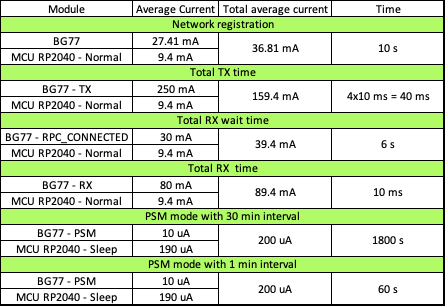 Module Average Current Total average current Time
Network registration
BG77 27.41 mA 36.81 mA 10 s
MCU RP2040 - Normal 9.4 mA
Total TX time
BG77 - TX 250 mA 159.4 mA 4x10 ms = 40 ms
MCU RP2040 - Normal 9.4 mA
Total RX wait time
BG77 - RPC_CONNECTED 30 mA 39.4 mA 6 s
MCU RP2040 - Normal 9.4 mA
Total RX time
BG77 - RX 80 mA 89.4 mA 10 ms
MCU RP2040 - Normal 9.4 mA
PSM mode with 30 min interval
BG77 - PSM 10 uA 200 uA 1800 s
MCU RP2040 - Sleep 190 uA
PSM mode with 1 min interval
BG77 - PSM 10 uA 200 uA 60 s
MCU RP2040 - Sleep 190 uA